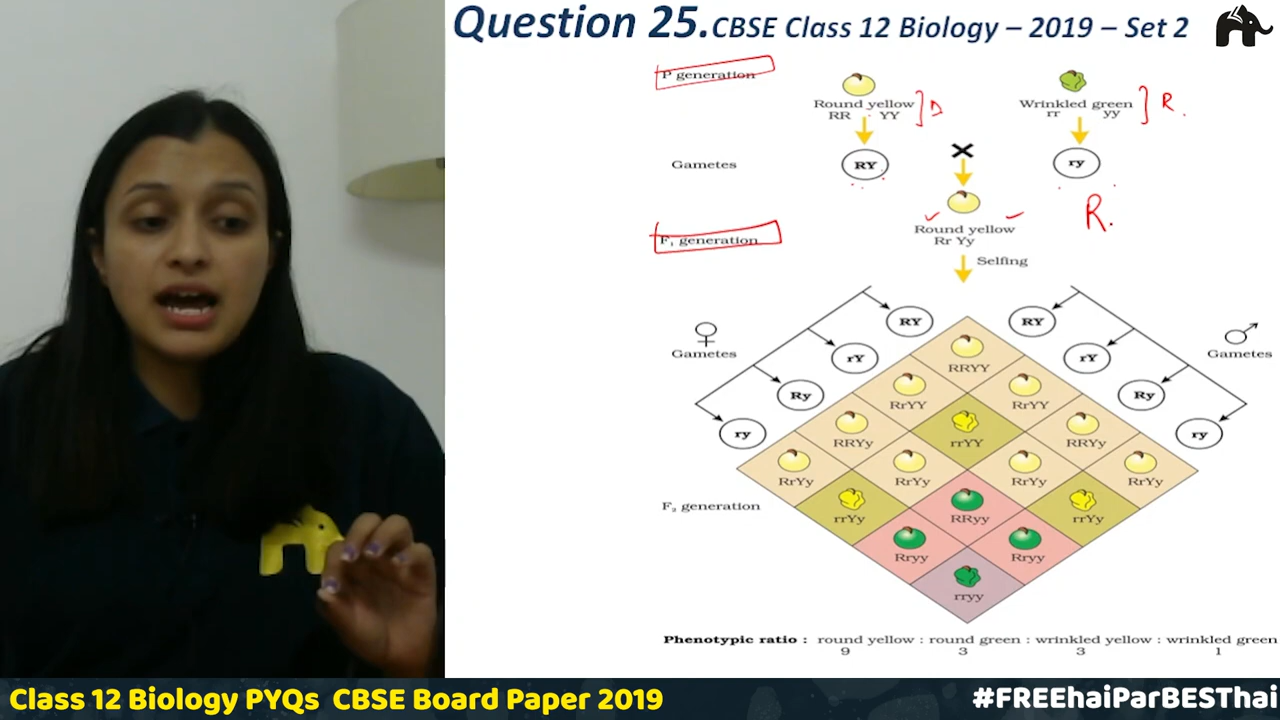 Question 25. CBSE Class 12 Biology – 2019 – Set 2
P generation
Round yellow
RR YY
] D
Wrinkled green
rr yy
] R.
Gametes
RY
×
ry
F₁ generation
Round yellow
Rr Yy
R.
Selfing
♀
Gametes
RY
rY
Ry
ry
RY
rY
Ry
ry
♂
Gametes
RRYY
RrYY
RrYY
RRYy
rrYY
RRYy
RrYy
RrYy
RrYy
RrYy
F₂ generation
rrYy
RRyy
rrYy
Rryy
Rryy
rryy
Phenotypic ratio : round yellow : round green : wrinkled yellow : wrinkled green
9 3 3 1
Class 12 Biology PYQs CBSE Board Paper 2019
#FREEhaiParBESThai